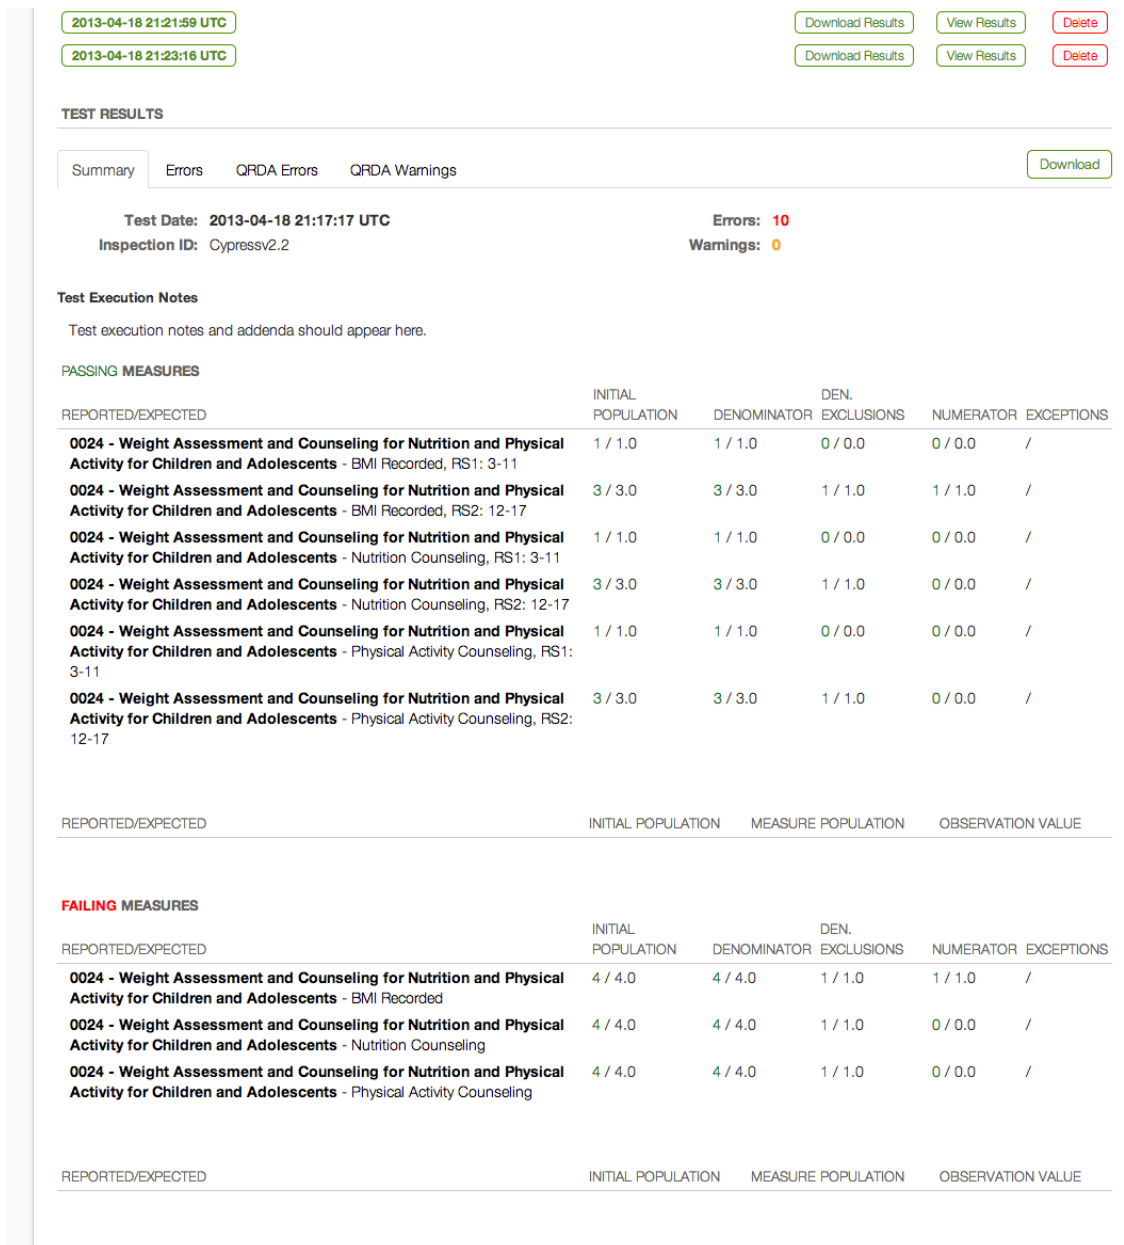 2013-04-18 21:21:59 UTC Download Results View Results Delete
2013-04-18 21:23:16 UTC Download Results View Results Delete
TEST RESULTS
Summary Errors QRDA Errors QRDA Warnings Download
Test Date: 2013-04-18 21:17:17 UTC Errors: 10
Inspection ID: Cypressv2.2 Warnings: 0
Test Execution Notes
Test execution notes and addenda should appear here.
PASSING MEASURES
INITIAL DEN.
REPORTED/EXPECTED POPULATION DENOMINATOR EXCLUSIONS NUMERATOR EXCEPTIONS
0024 - Weight Assessment and Counseling for Nutrition and Physical 1 / 1.0 1 / 1.0 0 / 0.0 0 / 0.0 /
Activity for Children and Adolescents - BMI Recorded, RS1: 3-11
0024 - Weight Assessment and Counseling for Nutrition and Physical 3 / 3.0 3 / 3.0 1 / 1.0 1 / 1.0 /
Activity for Children and Adolescents - BMI Recorded, RS2: 12-17
0024 - Weight Assessment and Counseling for Nutrition and Physical 1 / 1.0 1 / 1.0 0 / 0.0 0 / 0.0 /
Activity for Children and Adolescents - Nutrition Counseling, RS1: 3-11
0024 - Weight Assessment and Counseling for Nutrition and Physical 3 / 3.0 3 / 3.0 1 / 1.0 0 / 0.0 /
Activity for Children and Adolescents - Nutrition Counseling, RS2: 12-17
0024 - Weight Assessment and Counseling for Nutrition and Physical 1 / 1.0 1 / 1.0 0 / 0.0 0 / 0.0 /
Activity for Children and Adolescents - Physical Activity Counseling, RS1:
3-11
0024 - Weight Assessment and Counseling for Nutrition and Physical 3 / 3.0 3 / 3.0 1 / 1.0 0 / 0.0 /
Activity for Children and Adolescents - Physical Activity Counseling, RS2:
12-17
REPORTED/EXPECTED INITIAL POPULATION MEASURE POPULATION OBSERVATION VALUE
FAILING MEASURES
INITIAL DEN.
REPORTED/EXPECTED POPULATION DENOMINATOR EXCLUSIONS NUMERATOR EXCEPTIONS
0024 - Weight Assessment and Counseling for Nutrition and Physical 4 / 4.0 4 / 4.0 1 / 1.0 1 / 1.0 /
Activity for Children and Adolescents - BMI Recorded
0024 - Weight Assessment and Counseling for Nutrition and Physical 4 / 4.0 4 / 4.0 1 / 1.0 0 / 0.0 /
Activity for Children and Adolescents - Nutrition Counseling
0024 - Weight Assessment and Counseling for Nutrition and Physical 4 / 4.0 4 / 4.0 1 / 1.0 0 / 0.0 /
Activity for Children and Adolescents - Physical Activity Counseling
REPORTED/EXPECTED INITIAL POPULATION MEASURE POPULATION OBSERVATION VALUE